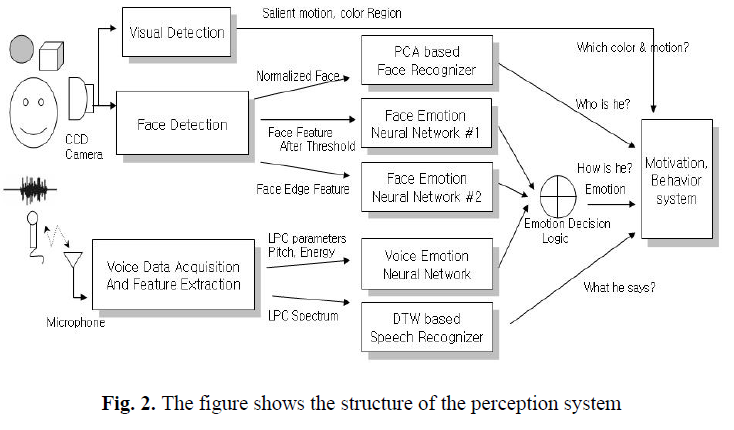 Salient motion, color Region
Visual Detection
Which color & motion?
PCA based
Face Recognizer
Normalized Face
Who is he?
CCD
Camera
Face Detection
Face Feature
After Threshold
Face Emotion
Neural Network #1
Face Edge Feature
Face Emotion
Neural Network #2
How is he?
Emotion
Motivation,
Behavior
system
Emotion Decision
Logic
LPC parameters
Pitch, Energy
Voice Data Acquisition
And Feature Extraction
Voice Emotion
Neural Network
What he says?
Microphone
LPC Spectrum
DTW based
Speech Recognizer
Fig. 2. The figure shows the structure of the perception system